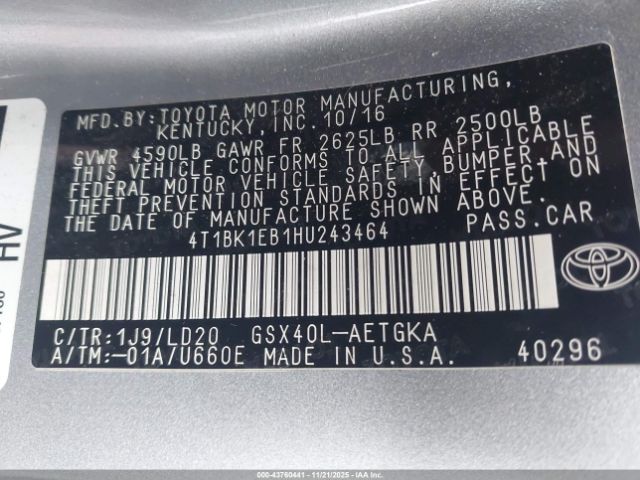 MFD.BY:TOYOTA MOTOR MANUFACTURING,
KENTUCKY,INC.10/16
GVWR 4590LB GAWR FR 2625LB RR 2500LB
THIS VEHICLE CONFORMS TO ALL APPLICABLE
FEDERAL MOTOR VEHICLE SAFETY,BUMPER,AND
THEFT PREVENTION STANDARDS IN EFFECT ON
THE DATE OF MANUFACTURE SHOWN ABOVE.
4T1BK1EB1HU243464 PASS.CAR
C/TR:1J9/LD20 GSX40L-AETGKA
A/TM:-01A/U660E MADE IN U.S.A. 40296
TOYOTA
HV
000-43760441 - 11/21/2025 - IAAI.COM